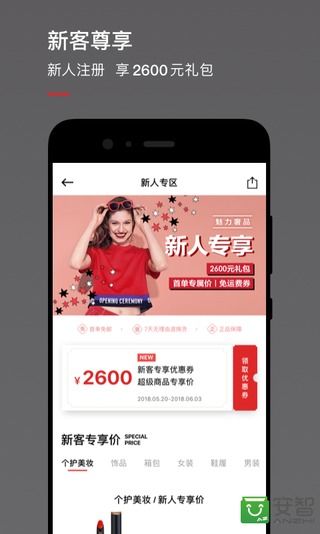 新客尊享
新人注册 享2600元礼包
新人专区
魅力奢品
新人专享
2600元礼包
首单专属价 | 免运费券
OPENING CEREMONY
首单免邮 7天无理由退换货 正品保障
NEW
¥2600
新客专享优惠券
超级商品专享价
2018.05.20-2018.06.03
领取优惠券
新客专享价 SPECIAL PRICE
个护美妆 饰品 箱包 女装 鞋履 男装
个护美妆 / 新人专享价
安智
ANZHI